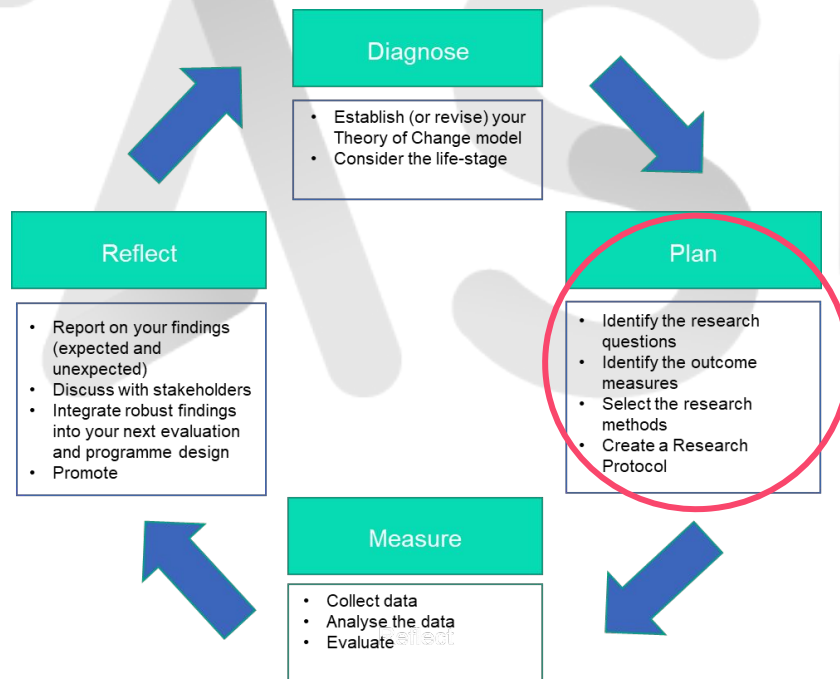 Diagnose
• Establish (or revise) your
Theory of Change model
• Consider the life-stage
Plan
• Identify the research
questions
• Identify the outcome
measures
• Select the research
methods
• Create a Research
Protocol
Measure
• Collect data
• Analyse the data
• Evaluate
Reflect
Reflect
• Report on your findings
(expected and
unexpected)
• Discuss with stakeholders
• Integrate robust findings
into your next evaluation
and programme design
• Promote